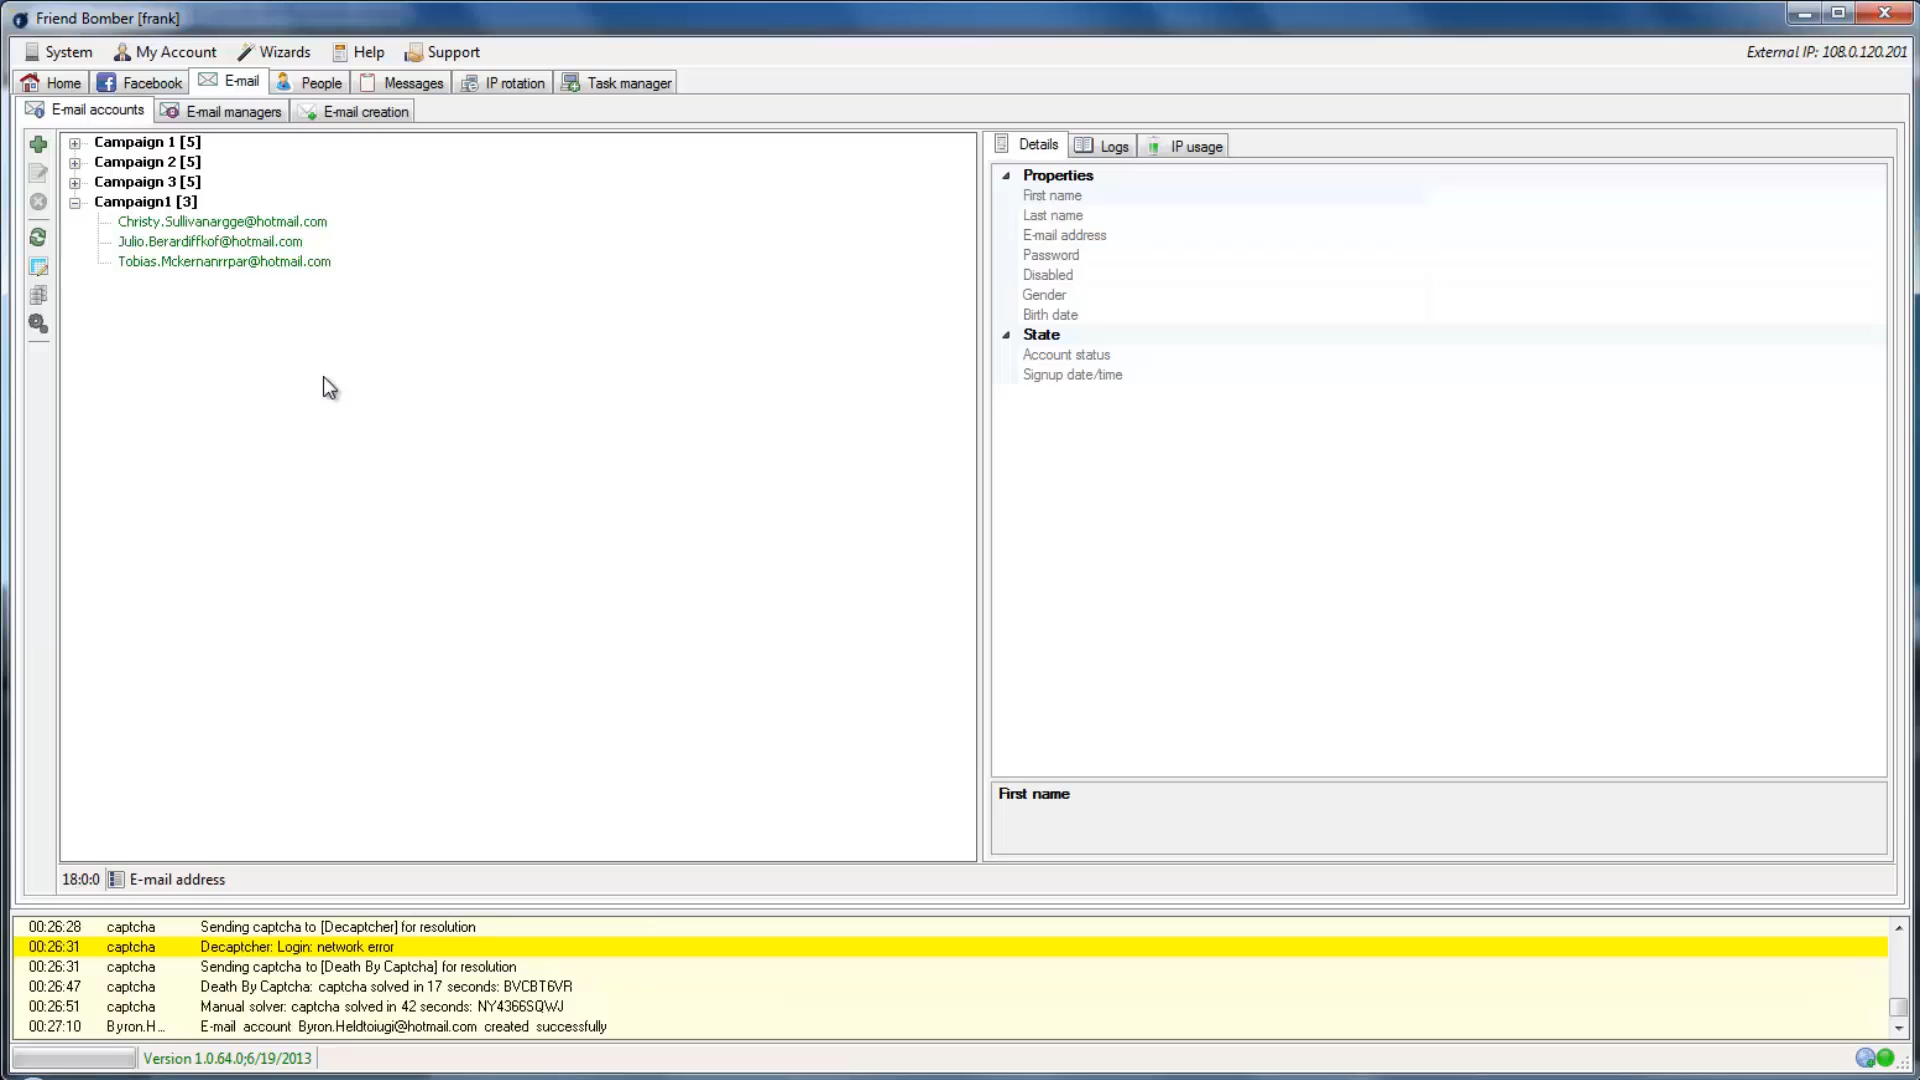 Friend Bomber [frank]
System My Account Wizards Help Support External IP: 108.0.120.201
Home Facebook E-mail People Messages IP rotation Task manager
E-mail accounts E-mail managers E-mail creation
Campaign 1 [5]
Campaign 2 [5]
Campaign 3 [5]
Campaign1 [3]
Christy.Sullivanargge@hotmail.com
Julio.Berardiffkof@hotmail.com
Tobias.Mckernanrrpar@hotmail.com
Details Logs IP usage
Properties
First name
Last name
E-mail address
Password
Disabled
Gender
Birth date
State
Account status
Signup date/time
First name
18:0:0 E-mail address
00:26:28 captcha Sending captcha to [Decaptcher] for resolution
00:26:31 captcha Decaptcher: Login: network error
00:26:31 captcha Sending captcha to [Death By Captcha] for resolution
00:26:47 captcha Death By Captcha: captcha solved in 17 seconds: BVCBT6VR
00:26:51 captcha Manual solver: captcha solved in 42 seconds: NY4366SQWJ
00:27:10 Byron.H... E-mail account Byron.Heldtoiugi@hotmail.com created successfully
Version 1.0.64.0;6/19/2013